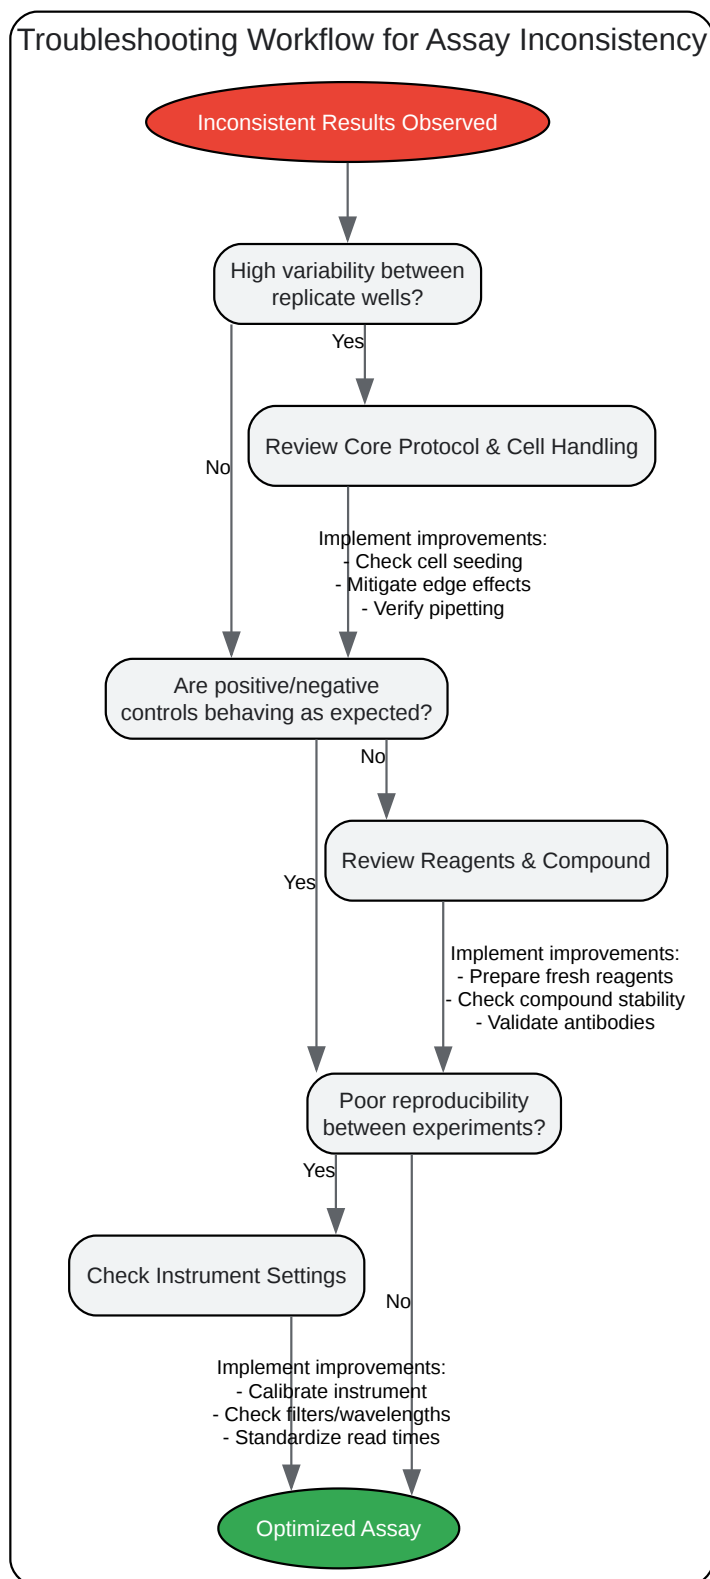 Troubleshooting Workflow for Assay Inconsistency
Inconsistent Results Observed
High variability between
replicate wells?
Yes
No
Review Core Protocol & Cell Handling
Implement improvements:
- Check cell seeding
- Mitigate edge effects
- Verify pipetting
Are positive/negative
controls behaving as expected?
No
Yes
Review Reagents & Compound
Implement improvements:
- Prepare fresh reagents
- Check compound stability
- Validate antibodies
Poor reproducibility
between experiments?
Yes
No
Check Instrument Settings
Implement improvements:
- Calibrate instrument
- Check filters/wavelengths
- Standardize read times
Optimized Assay